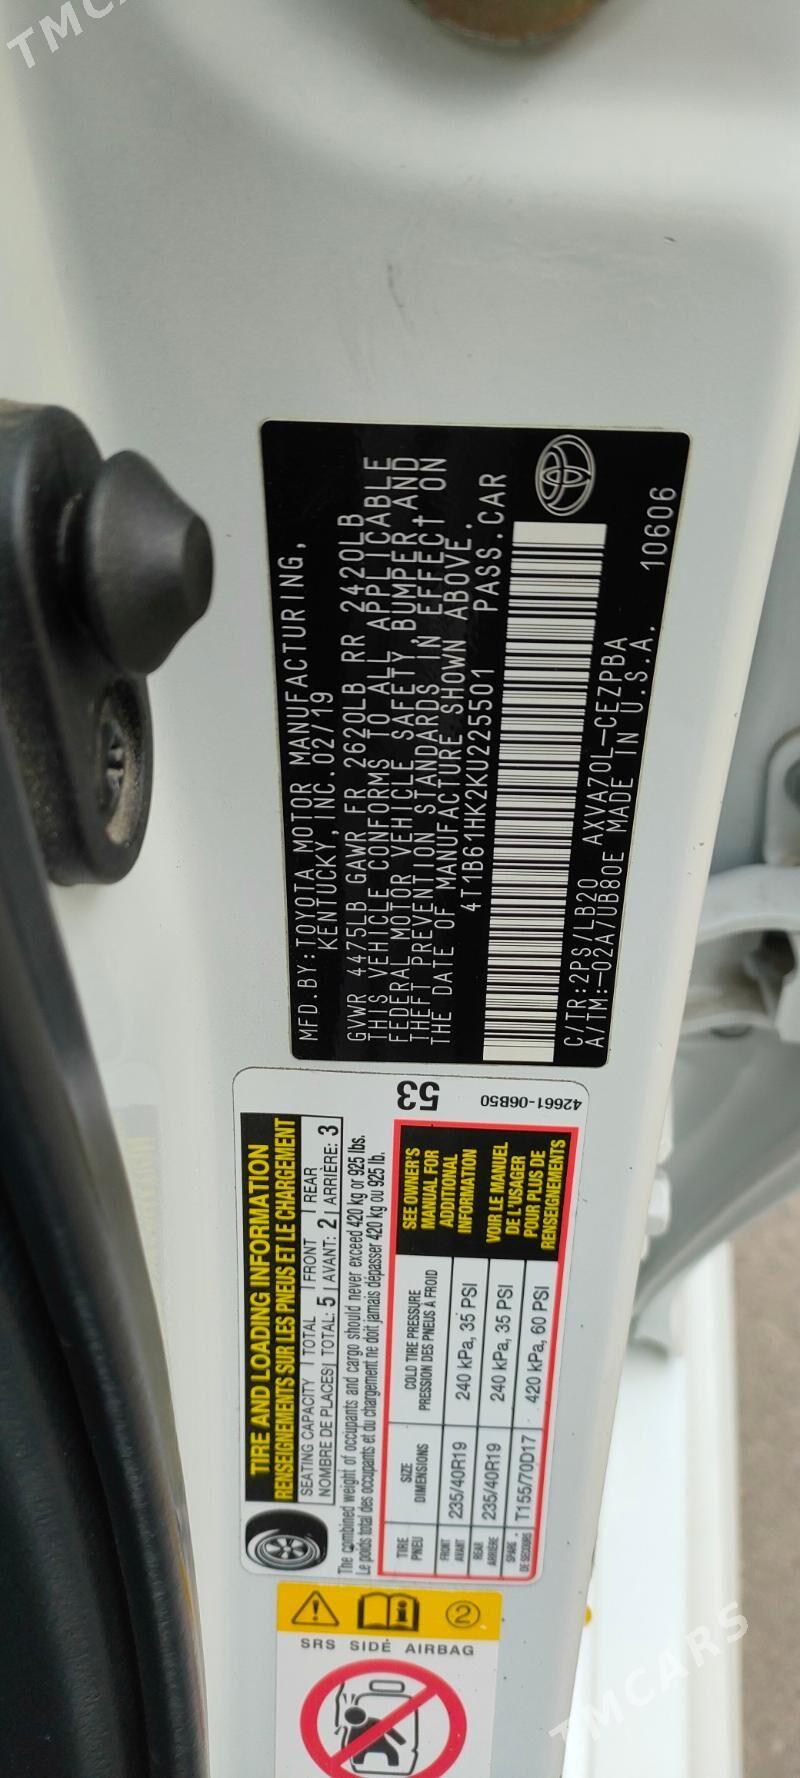 TMCARS
MFD.BY:TOYOTA MOTOR MANUFACTURING,
KENTUCKY,INC.02/19
GVWR 4475LB GAWR FR 2620LB RR 2420LB
THIS VEHICLE CONFORMS TO ALL APPLICABLE
FEDERAL MOTOR VEHICLE SAFETY,BUMPER AND
THEFT PREVENTION STANDARDS IN EFFECT ON
THE DATE OF MANUFACTURE SHOWN ABOVE.
4T1B61HK2KU225501 PASS.CAR
C/TR:2PS/LB20 AXVA70L-CEZPBA
A/TM:-02A/UB80E MADE IN U.S.A. 10606
TIRE AND LOADING INFORMATION
RENSEIGNEMENTS SUR LES PNEUS ET LE CHARGEMENT
53
SEATING CAPACITY | TOTAL | FRONT | REAR
NOMBRE DE PLACES | TOTAL: 5 | AVANT: 2 | ARRIÈRE: 3
The combined weight of occupants and cargo should never exceed 420 kg or 925 lbs.
Le poids total des occupants et du chargement ne doit jamais dépasser 420 kg ou 925 lb.
TIRE SIZE COLD TIRE PRESSURE
PNEU DIMENSIONS PRESSION DES PNEUS À FROID
FRONT
AVANT 235/40R19 240 kPa, 35 PSI
REAR
ARRIÈRE 235/40R19 240 kPa, 35 PSI
SPARE
DE SECOURS T155/70D17 420 kPa, 60 PSI
SEE OWNER'S
MANUAL FOR
ADDITIONAL
INFORMATION
VOIR LE MANUEL
DE L'USAGER
POUR PLUS DE
RENSEIGNEMENTS
42661-06B50
2
SRS SIDE AIRBAG
TMCARS